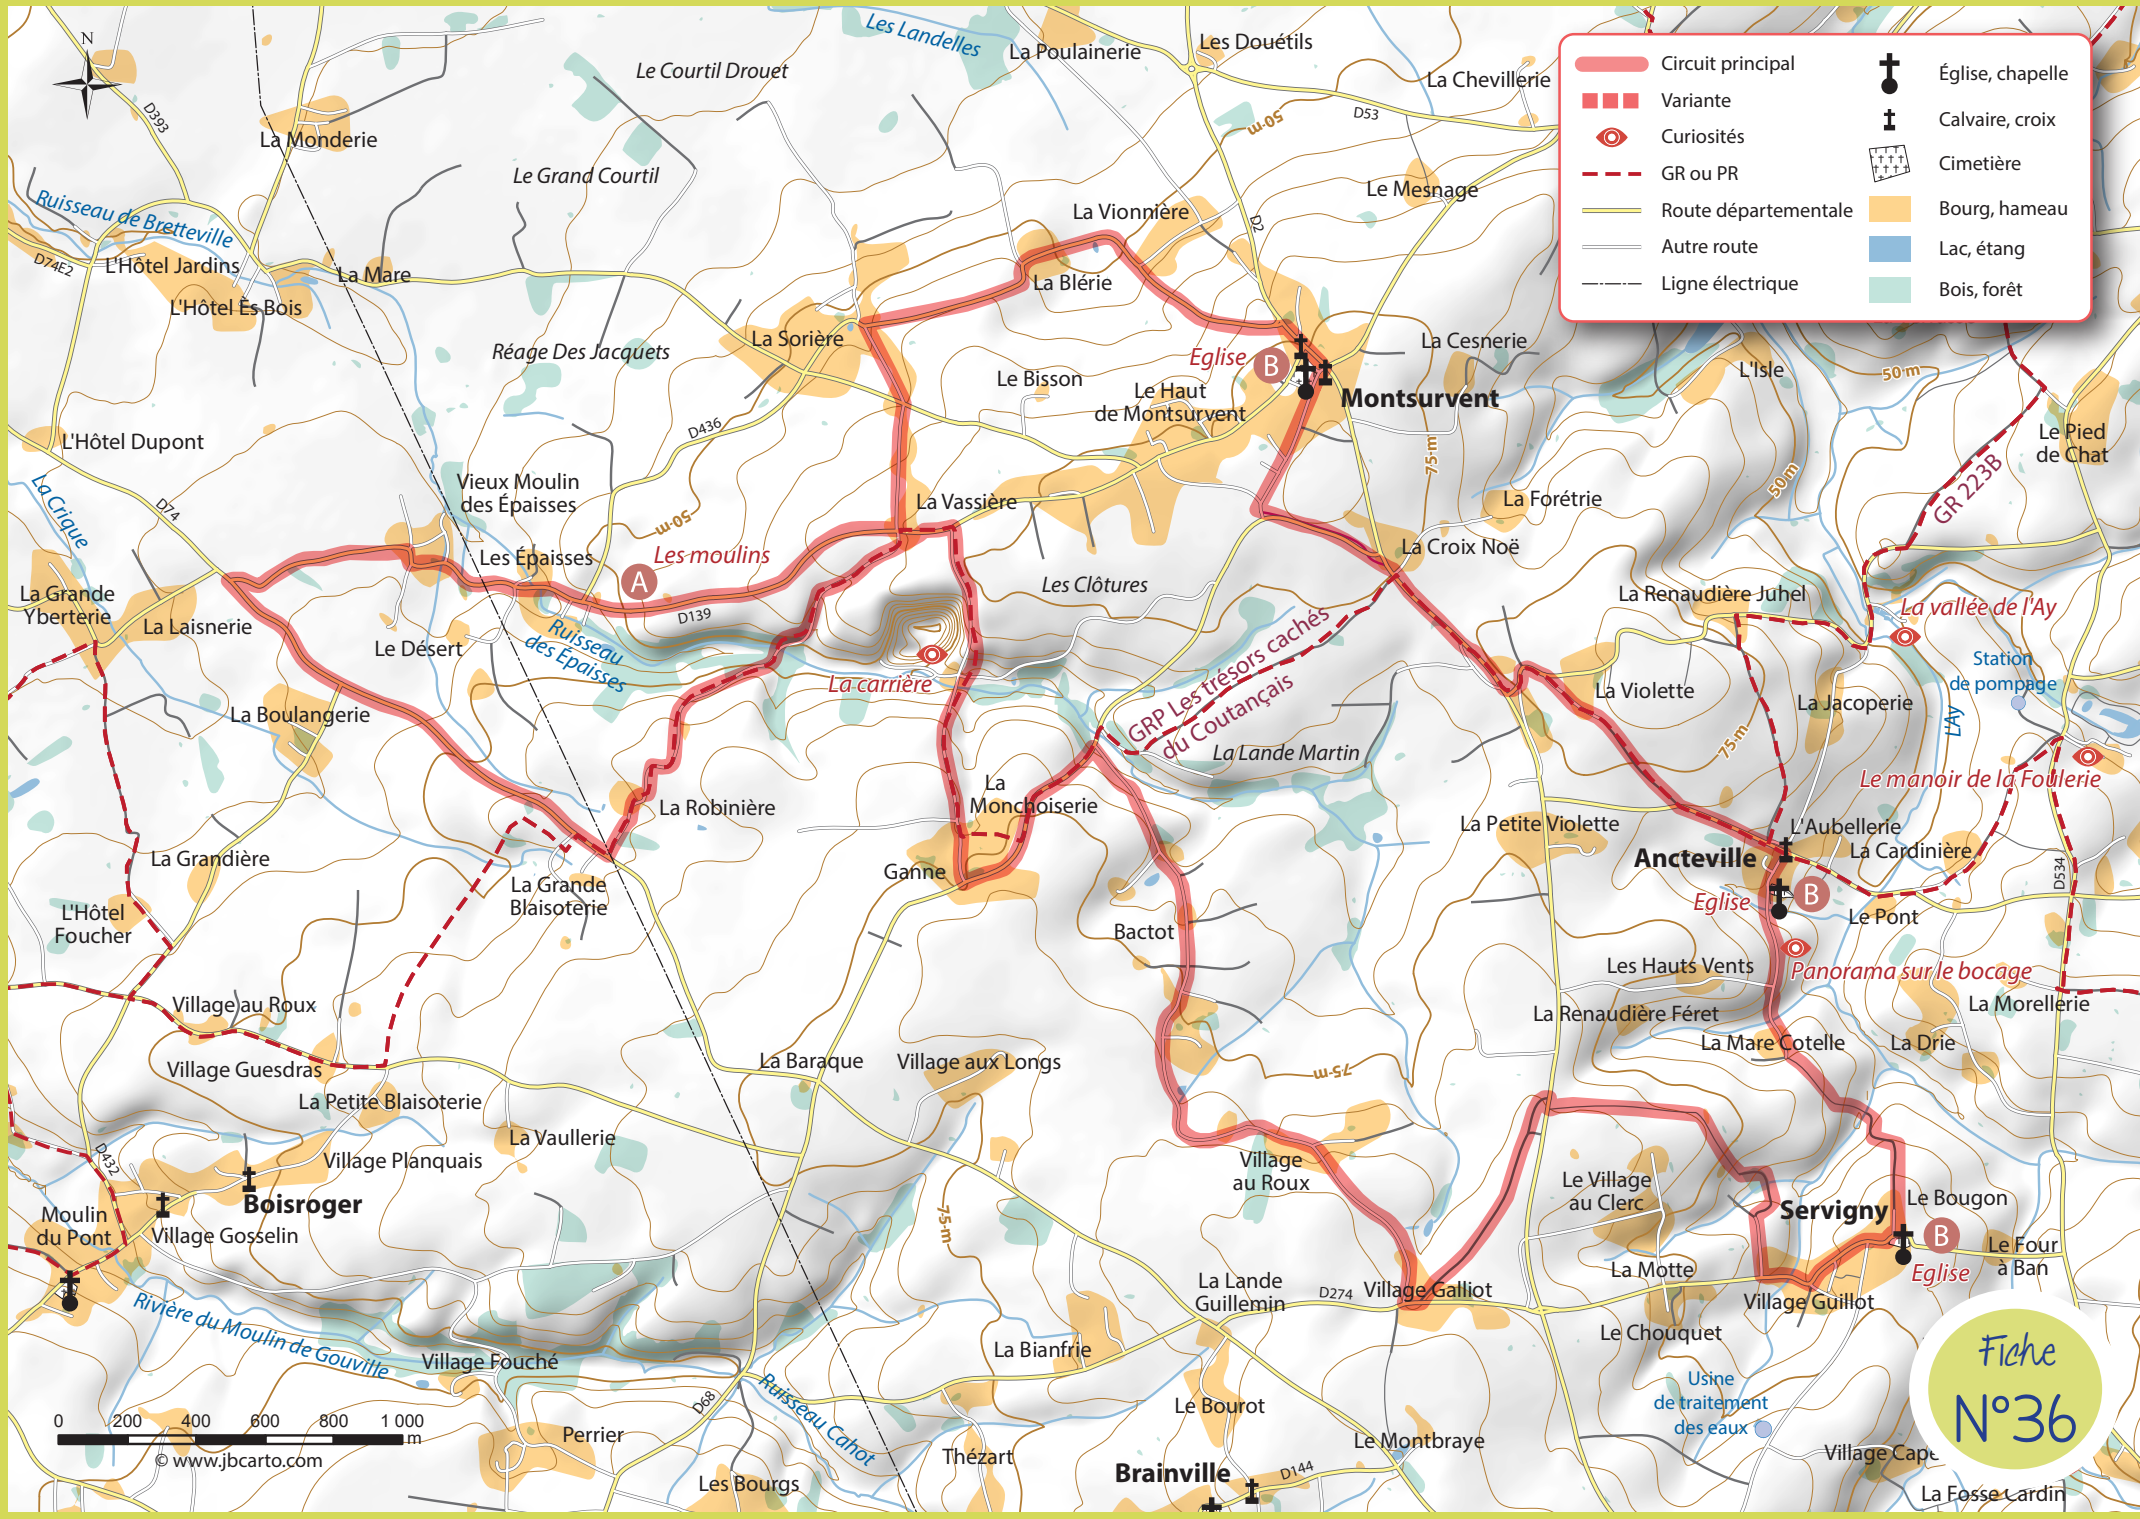 N
Les Landelles
La Poulainerie
Les Douétils
La Chevillerie
Le Courtil Drouet
D393
La Monderie
Le Grand Courtil
50 m
D53
Le Mesnage
Circuit principal
Variante
Curiosités
GR ou PR
Route départementale
Autre route
Ligne électrique
Église, chapelle
Calvaire, croix
Cimetière
Bourg, hameau
Lac, étang
Bois, forêt
Ruisseau de Bretteville
D74E2
L'Hôtel Jardins
La Mare
L'Hôtel Ès Bois
La Vionnière
D2
La Blérie
La Sorière
Réage Des Jacquets
Le Bisson
Eglise
B
Le Haut
de Montsurvent
Montsurvent
La Cesnerie
L'Isle
50 m
Le Pied
de Chat
L'Hôtel Dupont
D436
75 m
50 m
GR 223B
La Crique
D74
Vieux Moulin
des Épaisses
La Vassière
La Forétrie
50 m
Les Épaisses
Les moulins
A
D139
La Croix Noë
Les Clôtures
La Grande
Yberterie
La Laisnerie
Le Désert
Ruisseau
des Épaisses
La Renaudière Juhel
La vallée de l'Ay
Station
de pompage
L'Ay
La carrière
GRP Les trésors cachés
du Coutançais
La Violette
La Jacoperie
La Boulangerie
La Lande Martin
75 m
Le manoir de la Foulerie
La Robinière
La
Monchoiserie
La Petite Violette
L'Aubellerie
Ancteville
La Cardinière
D534
La Grandière
Ganne
La Grande
Blaisoterie
Eglise
B
Le Pont
L'Hôtel
Foucher
Bactot
Les Hauts Vents
Panorama sur le bocage
Village au Roux
La Renaudière Féret
La Morellerie
La Mare Cotelle
La Drie
Village Guesdras
La Baraque
Village aux Longs
75 m
La Petite Blaisoterie
La Vaullerie
D432
Village Planquais
Village
au Roux
Le Village
au Clerc
Boisroger
Moulin
du Pont
Village Gosselin
75 m
Servigny
Le Bougon
B
Le Four
à Ban
Eglise
La Motte
La Lande
Guillemin
D274
Village Galliot
Village Guillot
Rivière du Moulin de Gouville
Village Fouché
La Bianfrie
Le Chouquet
Fiche
N°36
D68
Ruisseau Cahot
Usine
de traitement
des eaux
Le Bourot
0 200 400 600 800 1 000
m
© www.jbcarto.com
Perrier
Thézart
Le Montbraye
Les Bourgs
Brainville
D144
Village Cape
La Fosse Cardin